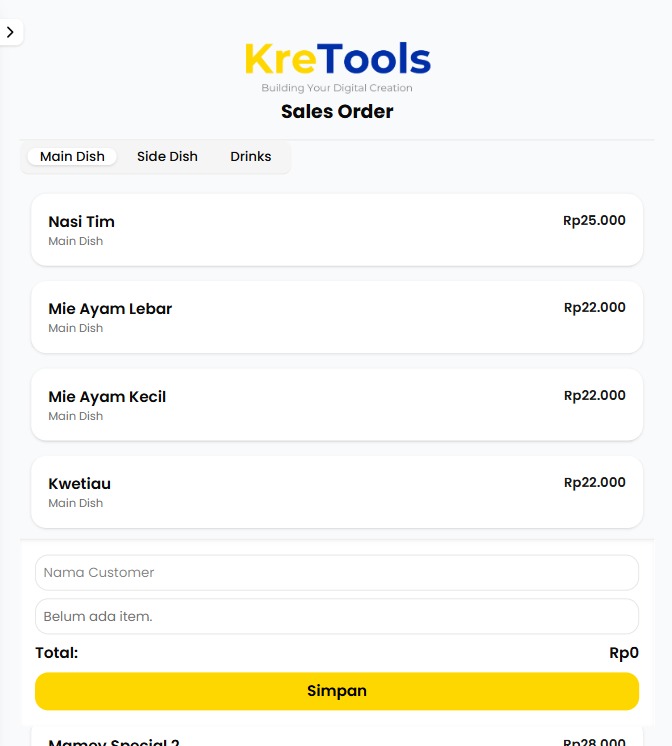 KreTools
Building Your Digital Creation
Sales Order
Main Dish Side Dish Drinks
Nasi Tim Rp25.000
Main Dish
Mie Ayam Lebar Rp22.000
Main Dish
Mie Ayam Kecil Rp22.000
Main Dish
Kwetiau Rp22.000
Main Dish
Nama Customer
Belum ada item.
Total: Rp0
Simpan
Mamey Special 2 Rp28.000